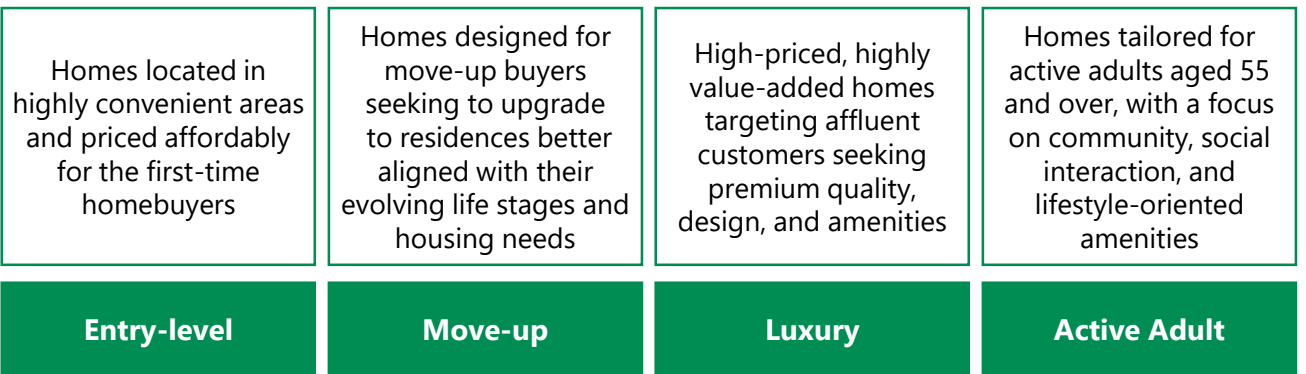 Homes located in
highly convenient areas
and priced affordably
for the first-time
homebuyers
Homes designed for
move-up buyers
seeking to upgrade
to residences better
aligned with their
evolving life stages and
housing needs
High-priced, highly
value-added homes
targeting affluent
customers seeking
premium quality,
design, and amenities
Homes tailored for
active adults aged 55
and over, with a focus
on community, social
interaction, and
lifestyle-oriented
amenities
Entry-level
Move-up
Luxury
Active Adult